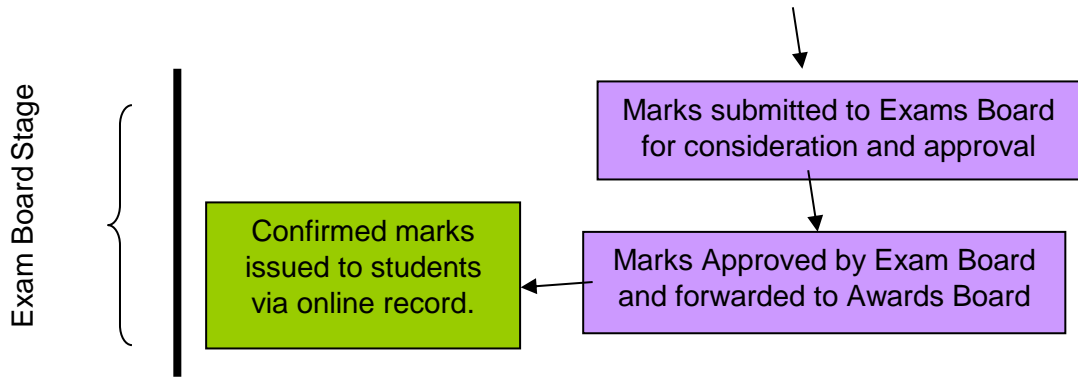 Exam Board Stage
Marks submitted to Exams Board
for consideration and approval
Confirmed marks
issued to students
via online record.
Marks Approved by Exam Board
and forwarded to Awards Board